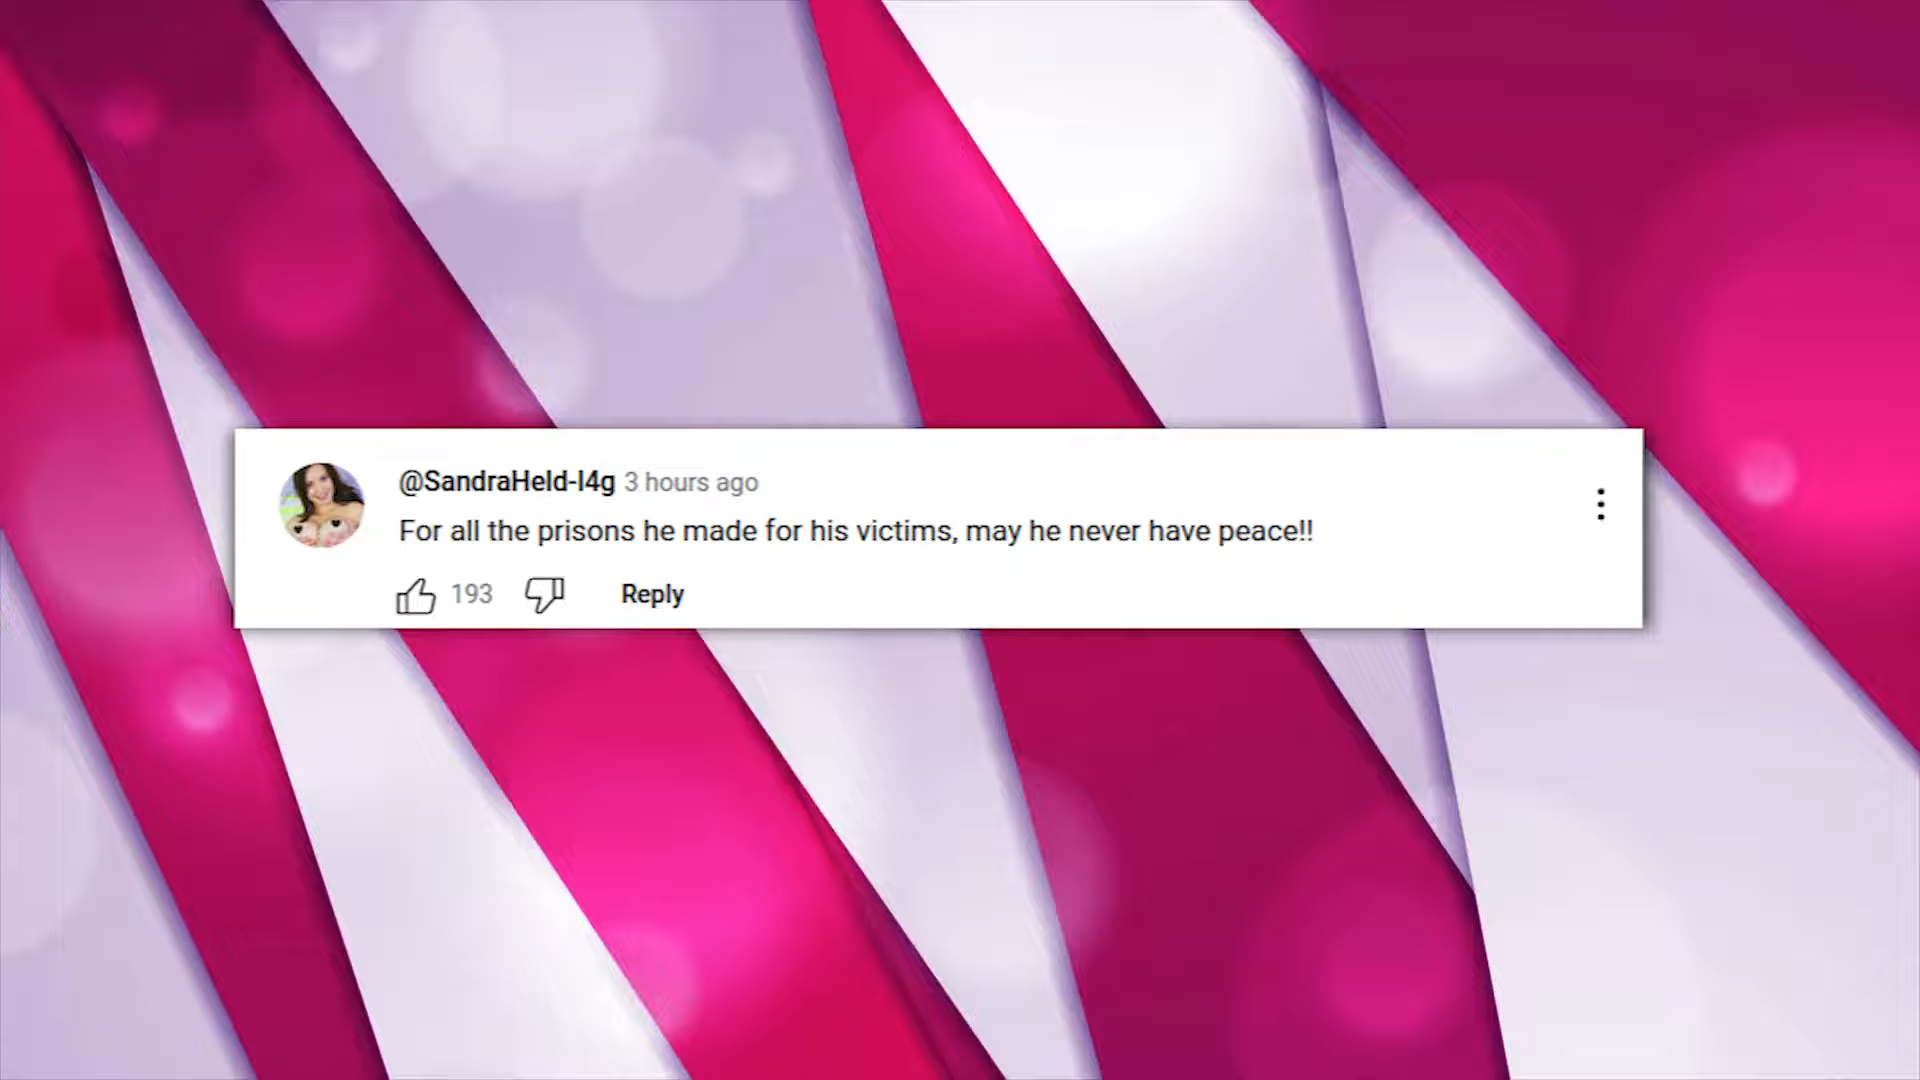 @SandraHeld-l4g 3 hours ago
For all the prisons he made for his victims, may he never have peace!!
193 Reply